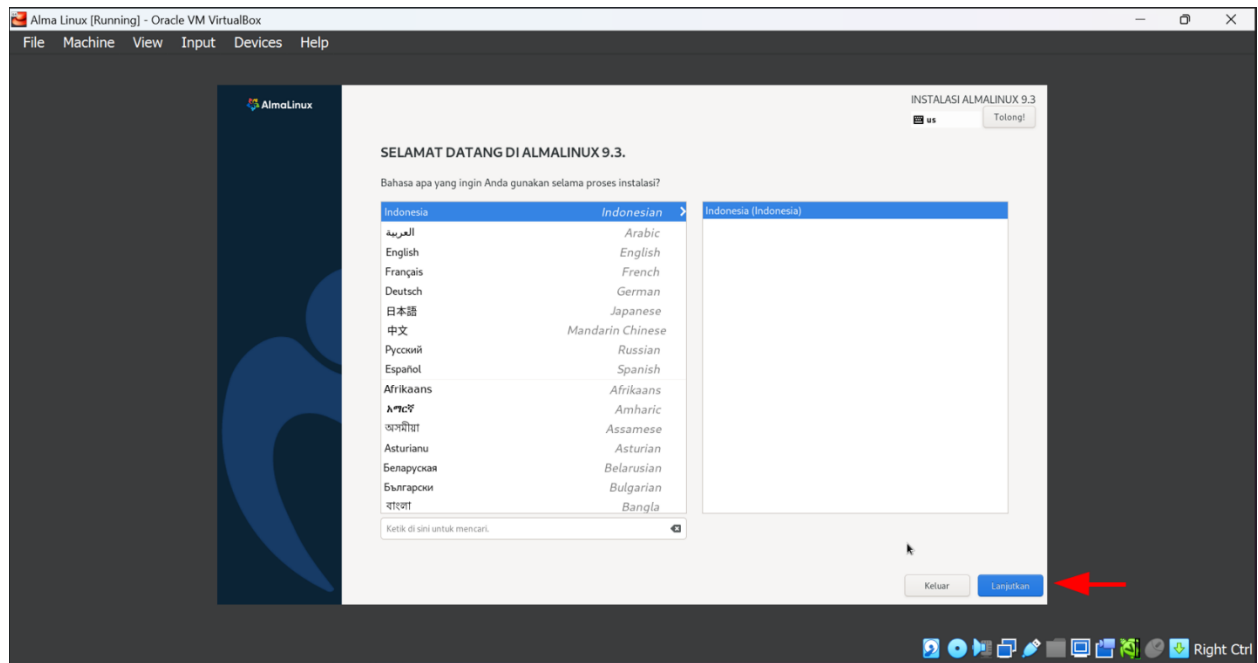 Alma Linux [Running] - Oracle VM VirtualBox
File Machine View Input Devices Help
AlmaLinux
INSTALASI ALMALINUX 9.3
us Tolong!
SELAMAT DATANG DI ALMALINUX 9.3.
Bahasa apa yang ingin Anda gunakan selama proses instalasi?
Indonesia Indonesian Indonesia (Indonesia)
العربية Arabic
English English
Français French
Deutsch German
日本語 Japanese
中文 Mandarin Chinese
Русский Russian
Español Spanish
Afrikaans Afrikaans
አማርኛ Amharic
অসমীয়া Assamese
Asturianu Asturian
Беларуская Belarusian
Български Bulgarian
বাংলা Bangla
Ketik di sini untuk mencari.
Keluar Lanjutkan
Right Ctrl